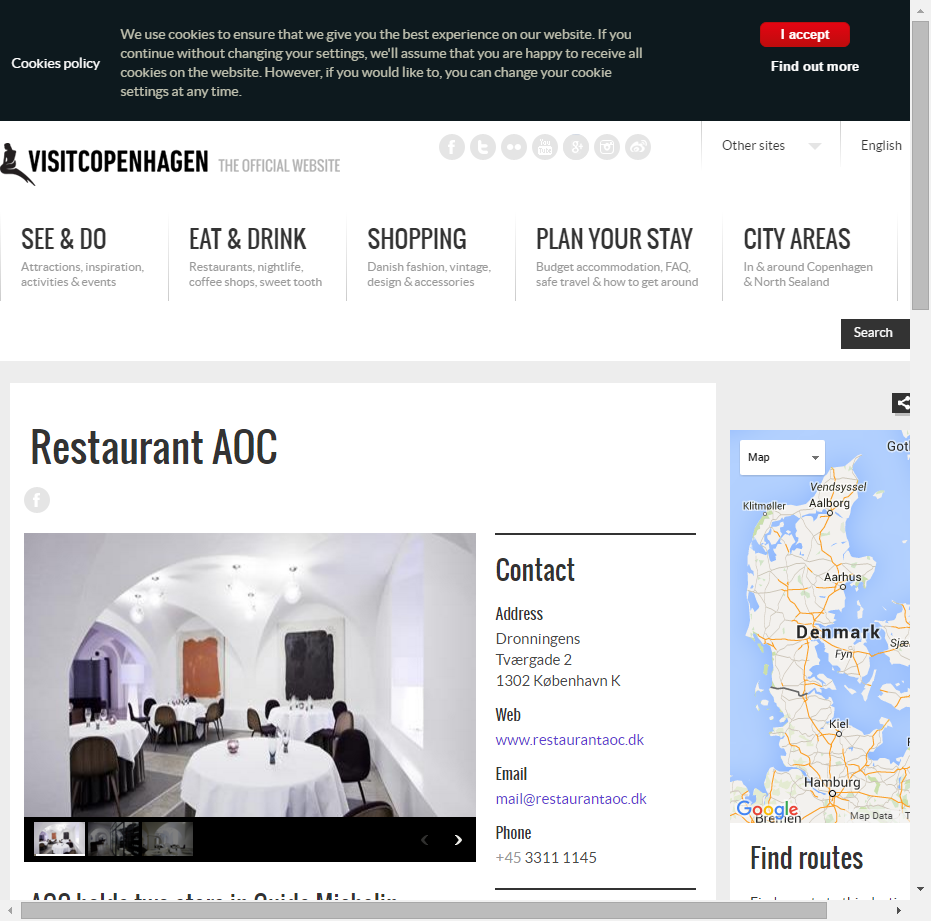 Cookies policy
We use cookies to ensure that we give you the best experience on our website. If you
continue without changing your settings, we'll assume that you are happy to receive all
cookies on the website. However, if you would like to, you can change your cookie
settings at any time.
I accept
Find out more
VISITCOPENHAGEN THE OFFICIAL WEBSITE
Other sites
English
SEE & DO
Attractions, inspiration,
activities & events
EAT & DRINK
Restaurants, nightlife,
coffee shops, sweet tooth
SHOPPING
Danish fashion, vintage,
design & accessories
PLAN YOUR STAY
Budget accommodation, FAQ,
safe travel & how to get around
CITY AREAS
In & around Copenhagen
& North Sealand
Search
Restaurant AOC
Contact
Address
Dronningens
Tværgade 2
1302 København K
Web
www.restaurantaoc.dk
Email
mail@restaurantaoc.dk
Phone
+45 3311 1145
AOC holds two stars in Guide Michelin
Map
Vendsyssel
Klitmøller
Aalborg
Aarhus
Denmark
Fyn
Kiel
Hamburg
Google
Bremen
Map Data
Find routes